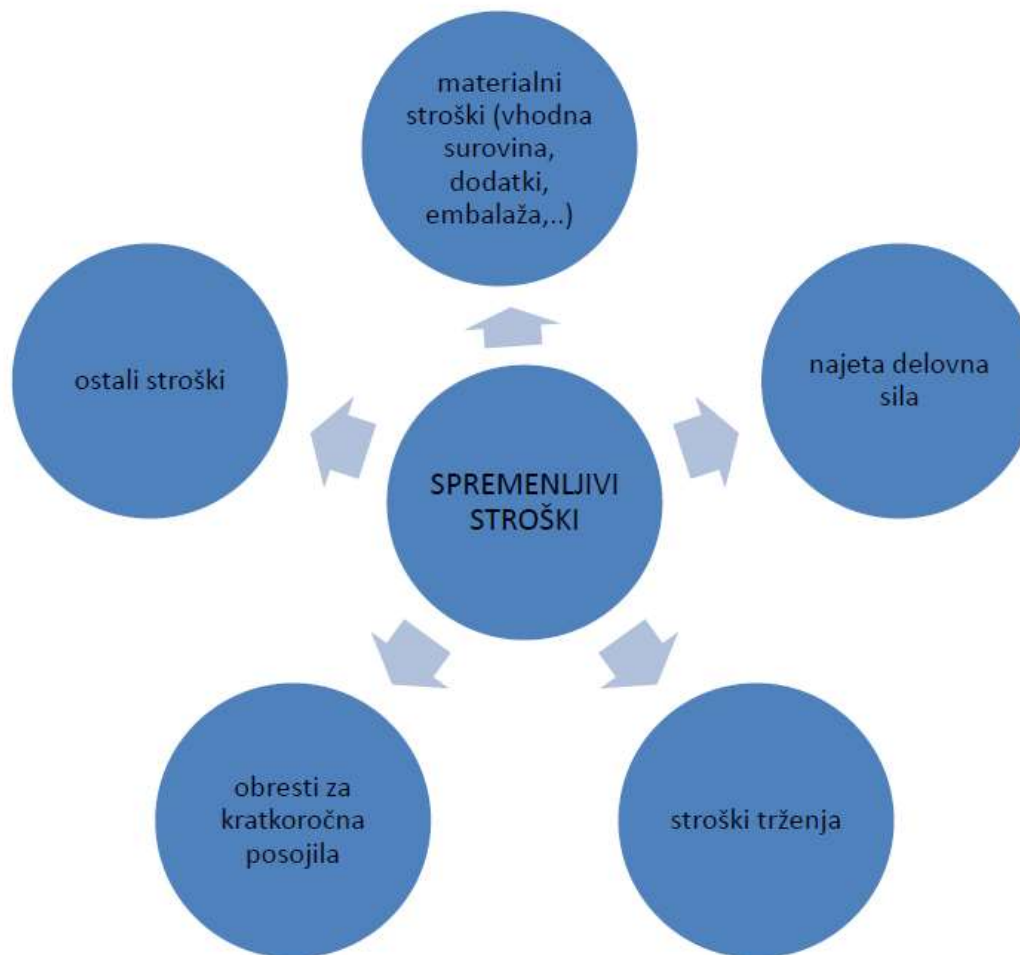 materialni
stroški (vhodna
surovina,
dodatki,
embalaža,..)
najeta delovna
sila
stroški trženja
obresti za
kratkoročna
posojila
ostali stroški
SPREMENLJIVI
STROŠKI